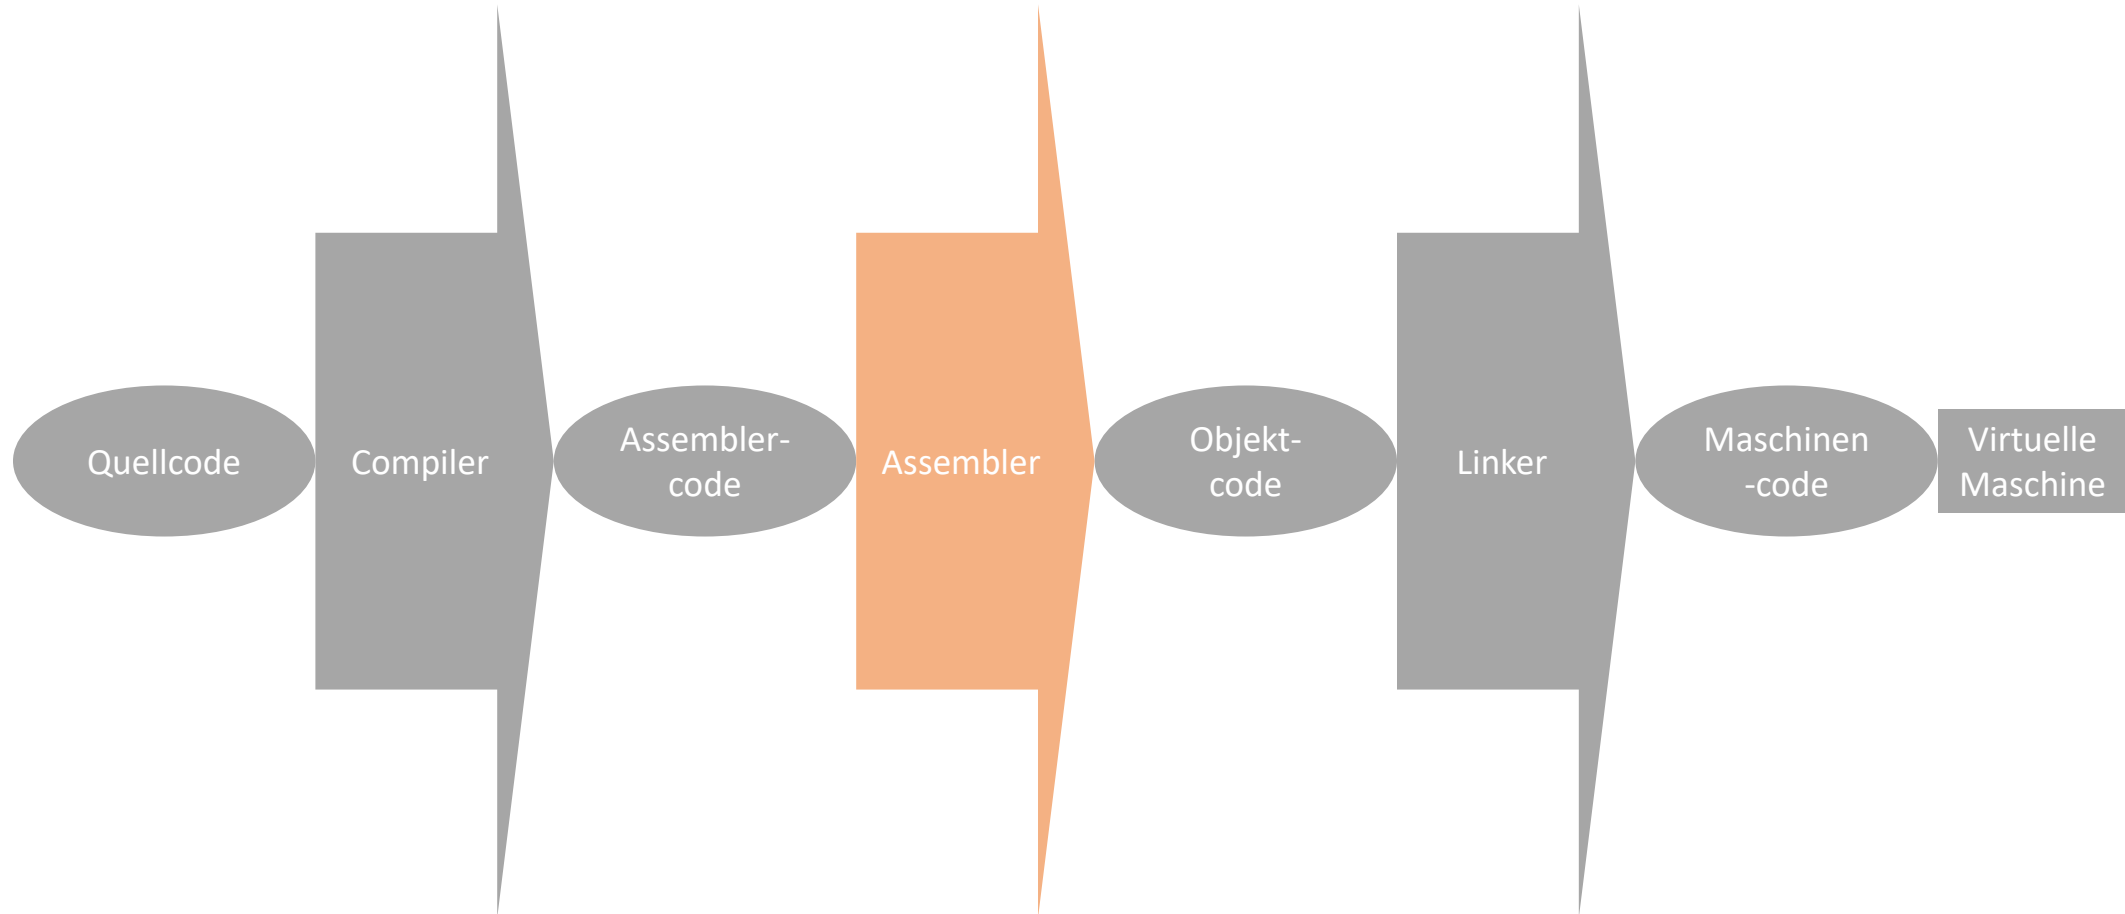 Quellcode
Compiler
Assembler-
code
Assembler
Objekt-
code
Linker
Maschinen
-code
Virtuelle
Maschine